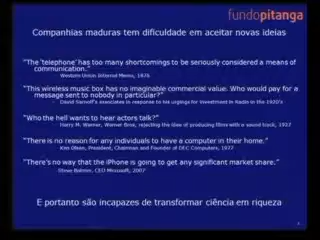 fundopitanga
Companhias maduras tem dificuldade em aceitar novas ideias
"The 'telephone' has too many shortcomings to be seriously considered a means of
communication."
Western Union Internal Memo, 1876
"This wireless music box has no imaginable commercial value. Who would pay for a
message sent to nobody in particular?"
David Sarnoff's associates in response to his urgings for investment in Radio in the 1920's
"Who the hell wants to hear actors talk?"
Harry M. Warner, Warner Bros, rejecting the idea of producing films with a sound track, 1927
"There is no reason for any individuals to have a computer in their home."
Ken Olsen, President, Chairman and Founder of DEC Computers, 1977
"There's no way that the iPhone is going to get any significant market share."
Steve Balmer, CEO Microsoft, 2007
E portanto são incapazes de transformar ciência em riqueza